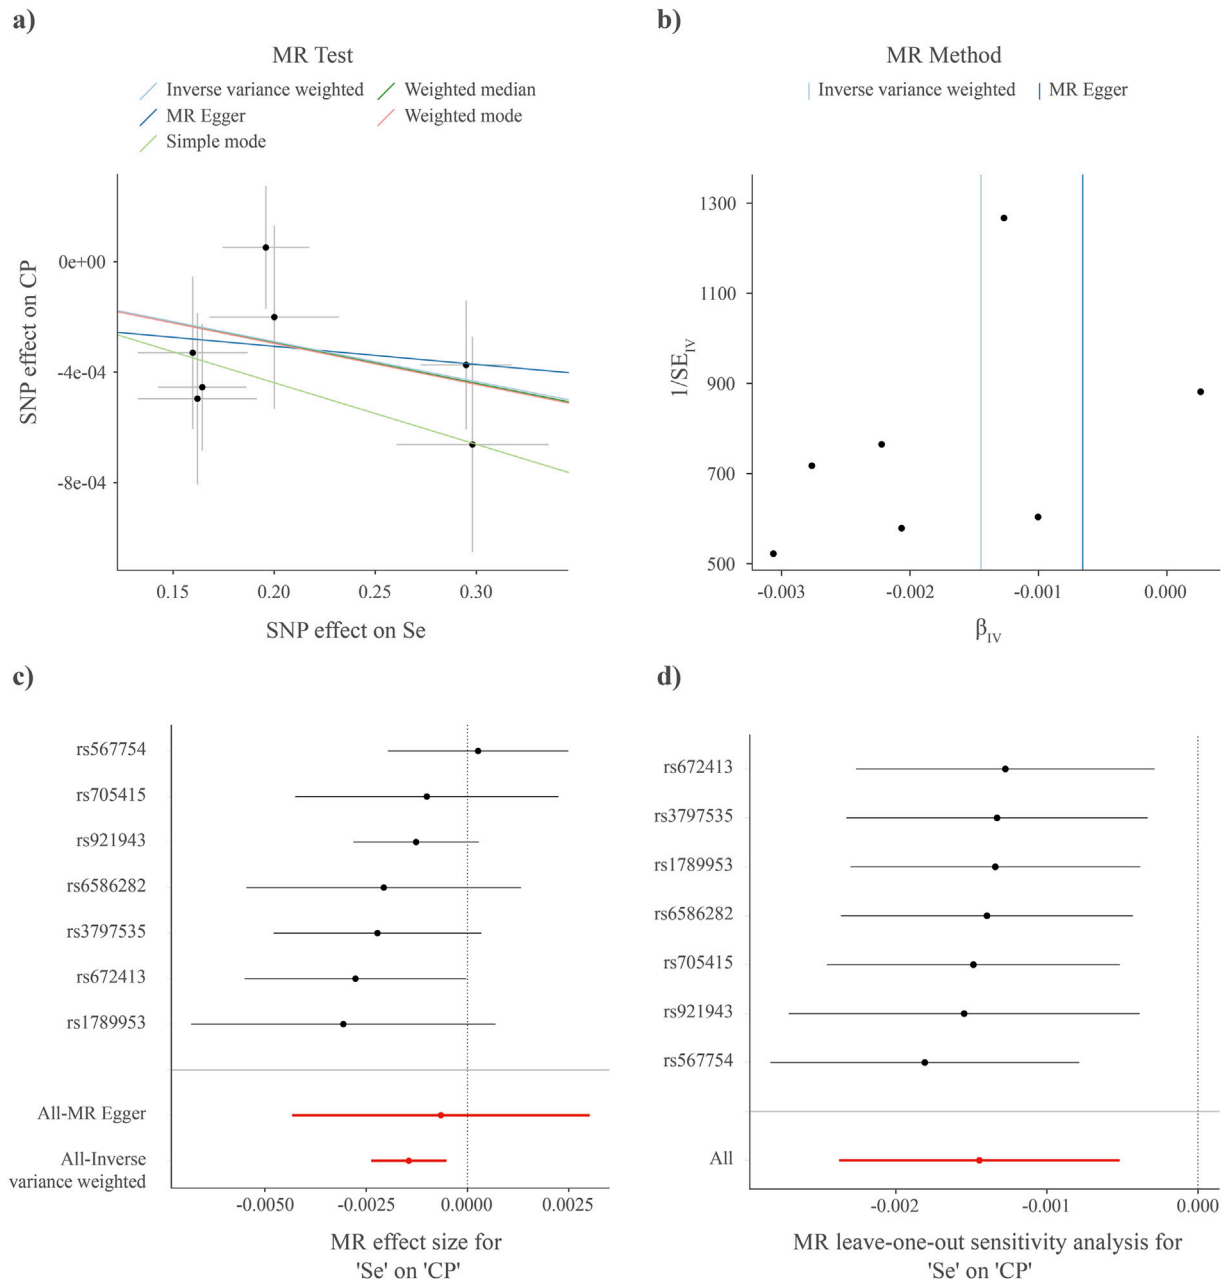 a)
MR Test
Inverse variance weighted
Weighted median
MR Egger
Weighted mode
Simple mode
SNP effect on CP
0e+00
-4e-04
-8e-04
0.15 0.20 0.25 0.30
SNP effect on Se
b)
MR Method
Inverse variance weighted
MR Egger
1/SE_IV
1300
1100
900
700
500
-0.003 -0.002 -0.001 0.000
β_IV
c)
rs567754
rs705415
rs921943
rs6586282
rs3797535
rs672413
rs1789953
All-MR Egger
All-Inverse
variance weighted
-0.0050 -0.0025 0.0000 0.0025
MR effect size for
'Se' on 'CP'
d)
rs672413
rs3797535
rs1789953
rs6586282
rs705415
rs921943
rs567754
All
-0.002 -0.001 0.000
MR leave-one-out sensitivity analysis for
'Se' on 'CP'